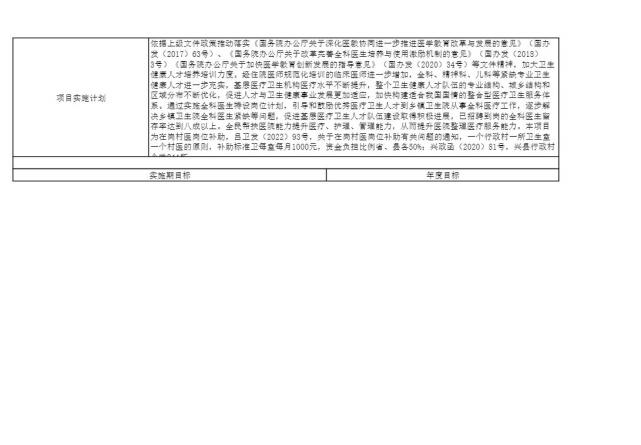 依据上级文件政策推动落实《国务院办公厅关于深化医教协同进一步推进医学教育改革与发展的意见》（国办
发（2017）63号）、《国务院办公厅关于改革完善全科医生培养与使用激励机制的意见》（国办发（2018）
3号）《国务院办公厅关于加快医学教育创新发展的指导意见》（国办发（2020）34号）等文件精神，加大卫生
健康人才培养培训力度，经住院医师规范化培训的临床医师进一步增加，全科、精神科、儿科等紧缺专业卫生
健康人才进一步充实，基层医疗卫生机构医疗水平不断提升，整个卫生健康人才队伍的专业结构、城乡结构和
区域分布不断优化，促进人才与卫生健康事业发展更加适应，加快构建适合我国国情的整合型医疗卫生服务体
项目实施计划
系。通过实施全科医生特设岗位计划，引导和鼓励优秀医疗卫生人才到乡镇卫生院从事全科医疗工作，逐步解
决乡镇卫生院全科医生紧缺等问题，促进基层医疗卫生人才队伍建设取得积极进展，已招聘到岗的全科医生留
存率达到八成以上。全民帮扶医院能力提升医疗、护理、管理能力，从而提升医院整理医疗服务能力。本项目
为在岗村医岗位补助，吕卫发（2022）93号，关于在岗村医岗位补助有关问题的通知，一个行政村一所卫生室
一个村医的原则，补助标准卫每室每月1000元，资金负担比例省、县各50%；兴政函（2020）81号，兴县行政村
实施期目标 年度目标